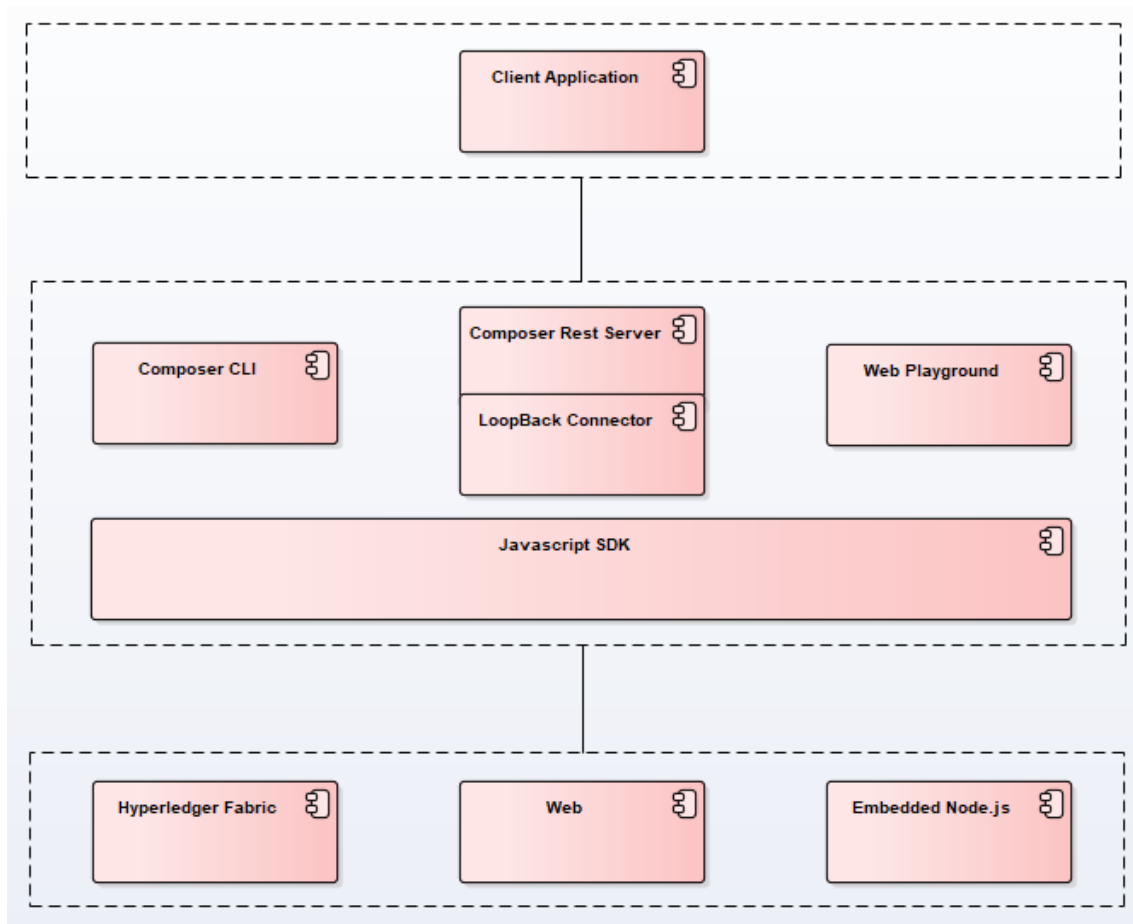 Client Application
Composer Rest Server
Composer CLI
Web Playground
LoopBack Connector
Javascript SDK
Hyperledger Fabric
Web
Embedded Node.js